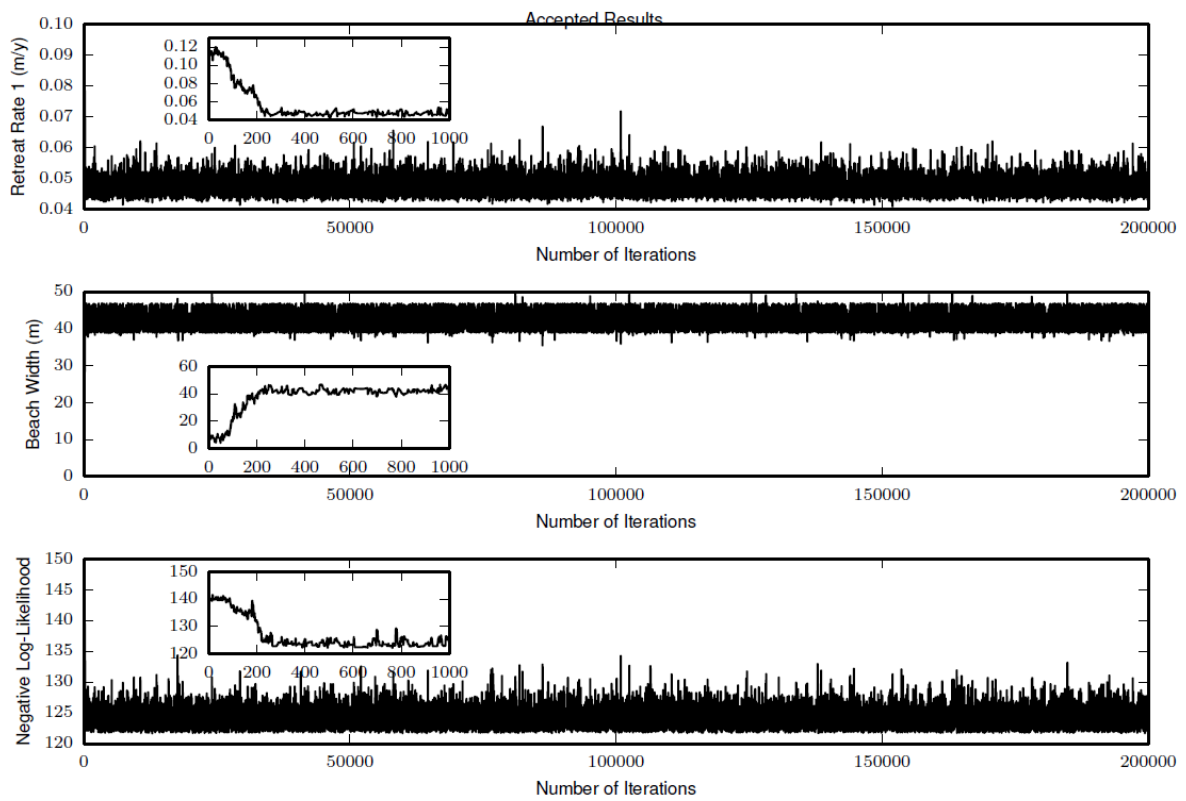 Accepted Results
Retreat Rate 1 (m/y)
0.10
0.09
0.08
0.07
0.06
0.05
0.04
0.12
0.10
0.08
0.06
0.04
0 200 400 600 800 1000
0 50000 100000 150000 200000
Number of Iterations
Beach Width (m)
50
40
30
20
10
0
60
40
20
0
0 200 400 600 800 1000
0 50000 100000 150000 200000
Number of Iterations
Negative Log-Likelihood
150
145
140
135
130
125
120
150
140
130
120
0 200 400 600 800 1000
0 50000 100000 150000 200000
Number of Iterations